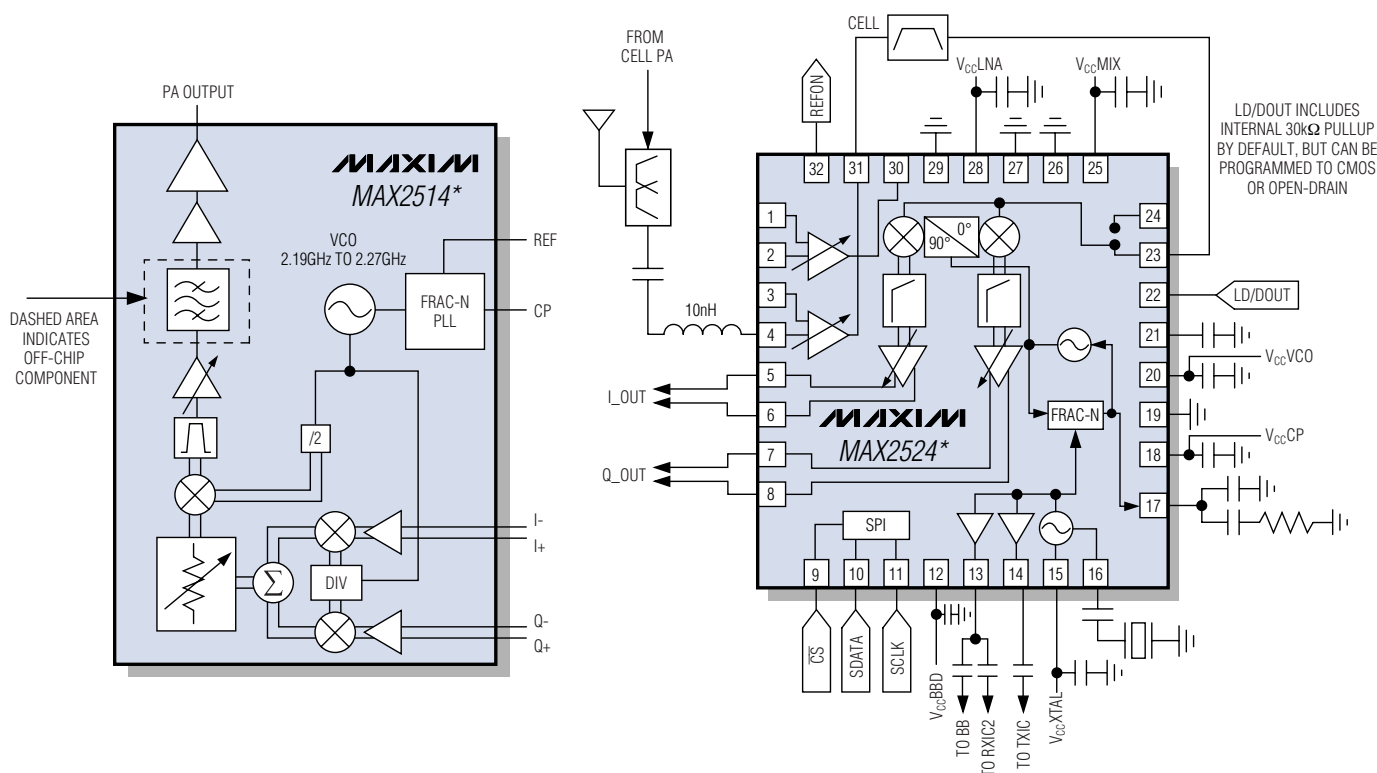 PA OUTPUT
MAXIM
MAX2514*
VCO
2.19GHz TO 2.27GHz
REF
FRAC-N
PLL
CP
DASHED AREA
INDICATES
OFF-CHIP
COMPONENT
/2
I-
I+
DIV
Σ
Q-
Q+
FROM
CELL PA
CELL
REFON
VCCLNA
VCCMIX
LD/DOUT INCLUDES
INTERNAL 30kΩ PULLUP
BY DEFAULT, BUT CAN BE
PROGRAMMED TO CMOS
OR OPEN-DRAIN
32
31
30
29
28
27
26
25
1
2
3
4
5
6
7
8
24
23
22
21
20
19
18
17
90°
0°
10nH
LD/DOUT
VCCVCO
I_OUT
MAXIM
MAX2524*
FRAC-N
VCCCP
Q_OUT
SPI
9
10
11
12
13
14
15
16
CS
SDATA
SCLK
VCCBBD
TO BB
TO RXIC2
TO TXIC
VCCXTAL